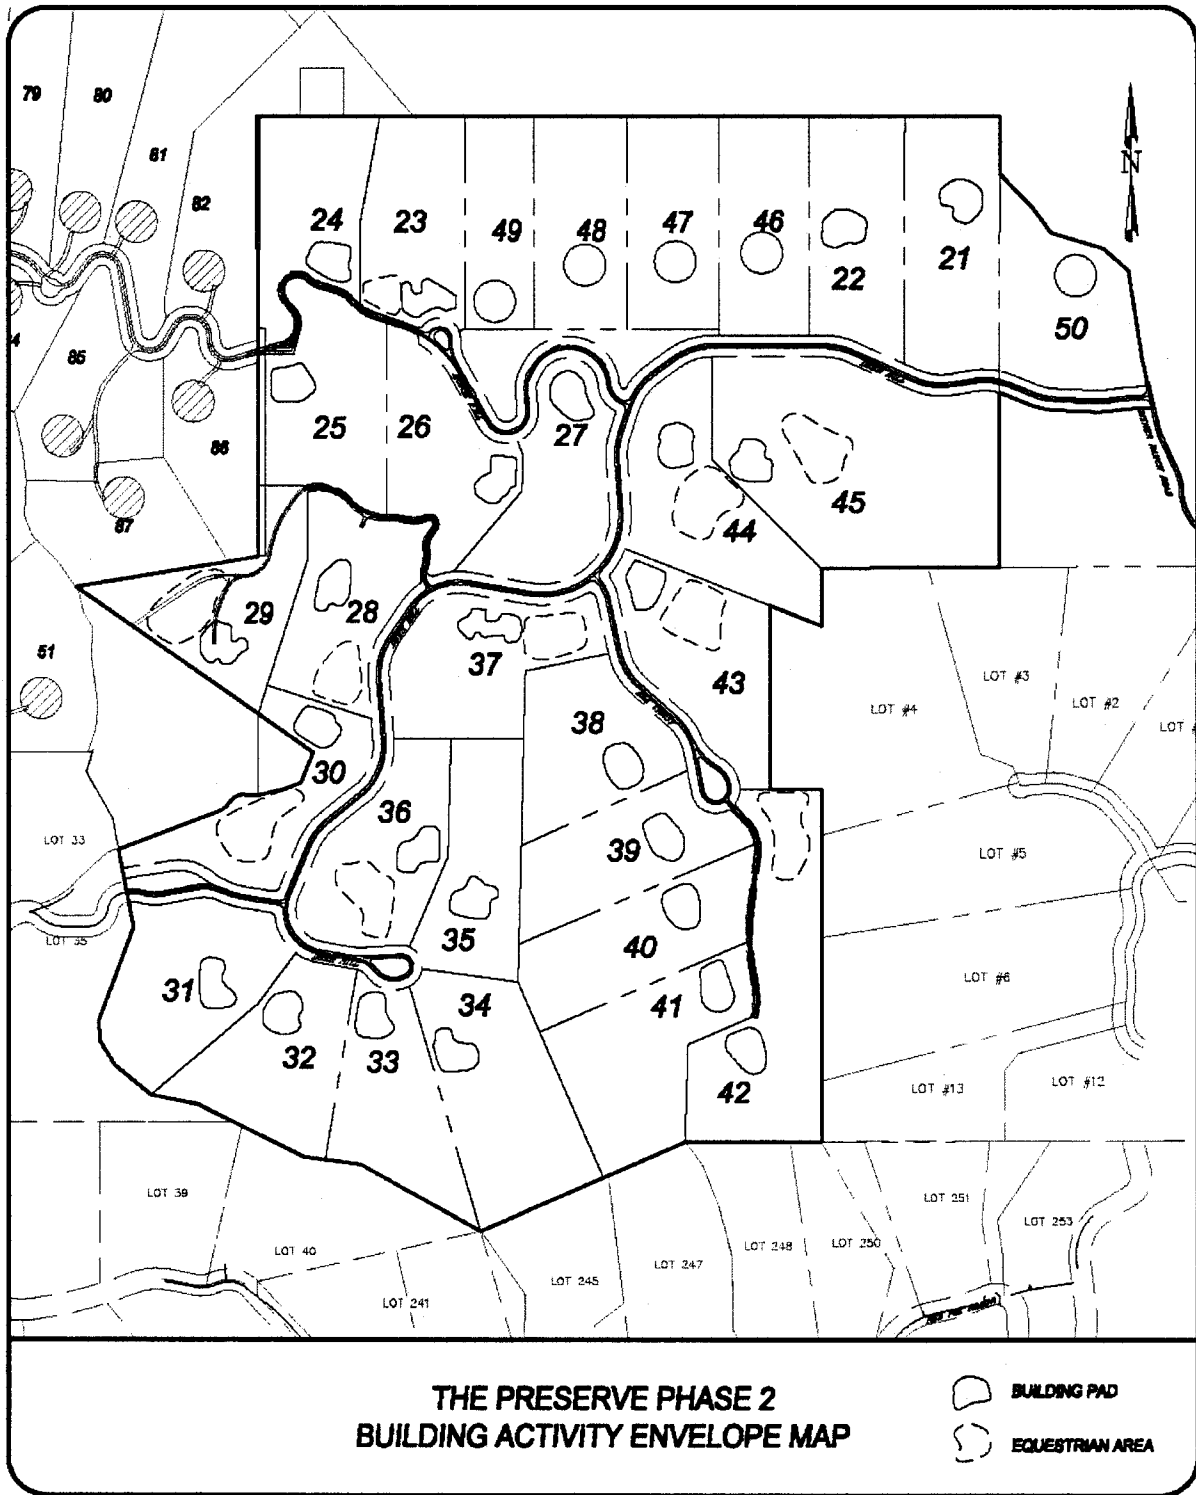 79
80
81
82
24
23
49
48
47
46
22
21
50
N
85
86
87
25
26
27
45
44
29
28
37
43
51
38
30
36
39
35
40
31
34
41
32
33
42
LOT #3
LOT #2
LOT #4
LOT #5
LOT #6
LOT #13
LOT #12
LOT 33
LOT 35
LOT 39
LOT 40
LOT 241
LOT 245
LOT 247
LOT 248
LOT 250
LOT 251
LOT 253
THE PRESERVE PHASE 2
BUILDING ACTIVITY ENVELOPE MAP
BUILDING PAD
EQUESTRIAN AREA